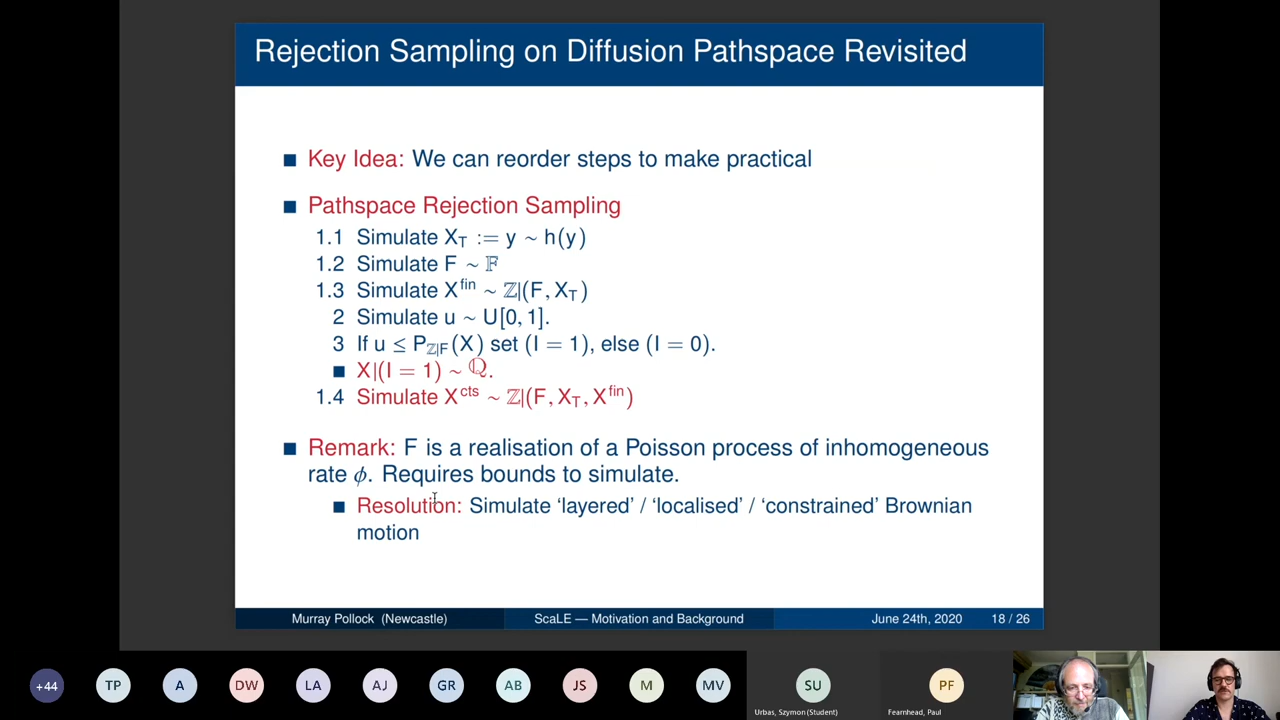 Rejection Sampling on Diffusion Pathspace Revisited
Key Idea: We can reorder steps to make practical
Pathspace Rejection Sampling
1.1 Simulate X_T := y ∼ h(y)
1.2 Simulate F ∼ 𝔽
1.3 Simulate X^fin ∼ ℤ|(F, X_T)
2 Simulate u ∼ U[0, 1].
3 If u ≤ P_ℤ|F(X) set (I = 1), else (I = 0).
X|(I = 1) ∼ ℚ.
1.4 Simulate X^cts ∼ ℤ|(F, X_T, X^fin)
Remark: F is a realisation of a Poisson process of inhomogeneous
rate ϕ. Requires bounds to simulate.
Resolution: Simulate ‘layered’ / ‘localised’ / ‘constrained’ Brownian
motion
Murray Pollock (Newcastle) ScaLE — Motivation and Background June 24th, 2020 18 / 26
+44 TP A DW LA AJ GR AB JS M MV SU PF
Urbas, Szymon (Student) Fearnhead, Paul